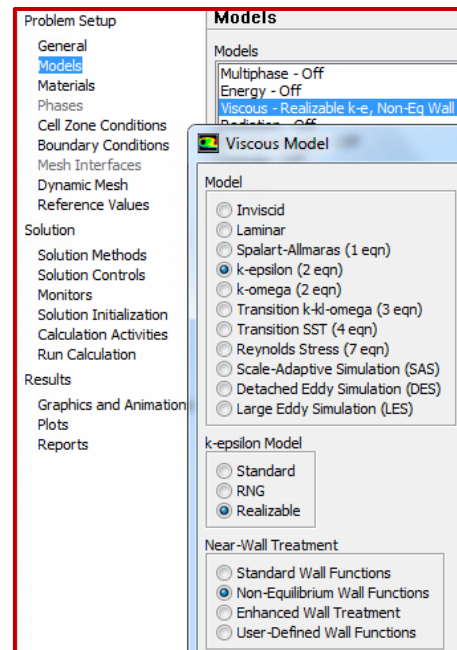 Problem Setup
General
Models
Materials
Phases
Cell Zone Conditions
Boundary Conditions
Mesh Interfaces
Dynamic Mesh
Reference Values
Solution
Solution Methods
Solution Controls
Monitors
Solution Initialization
Calculation Activities
Run Calculation
Results
Graphics and Animation
Plots
Reports
Models
Models
Multiphase - Off
Energy - Off
Viscous - Realizable k-e, Non-Eq Wall
Radiation - Off
Viscous Model
Model
Inviscid
Laminar
Spalart-Allmaras (1 eqn)
k-epsilon (2 eqn)
k-omega (2 eqn)
Transition k-kl-omega (3 eqn)
Transition SST (4 eqn)
Reynolds Stress (7 eqn)
Scale-Adaptive Simulation (SAS)
Detached Eddy Simulation (DES)
Large Eddy Simulation (LES)
k-epsilon Model
Standard
RNG
Realizable
Near-Wall Treatment
Standard Wall Functions
Non-Equilibrium Wall Functions
Enhanced Wall Treatment
User-Defined Wall Functions